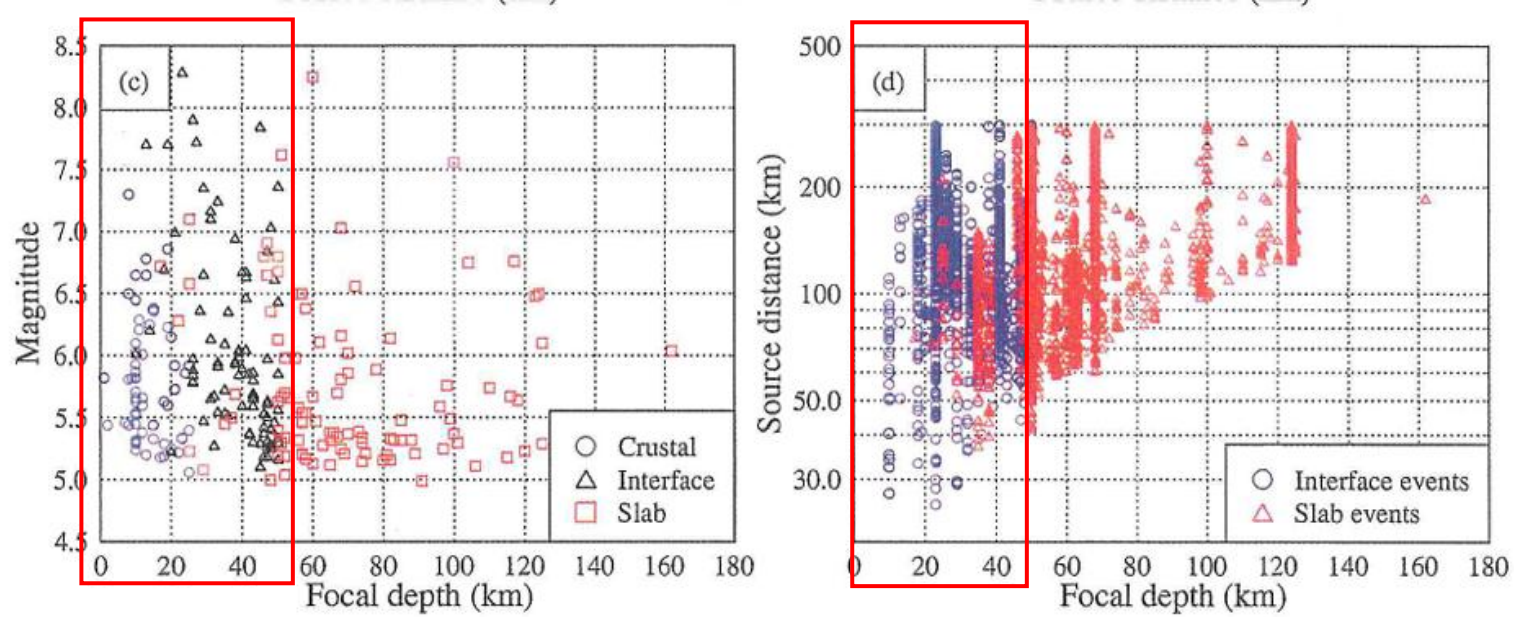 8.5
8.0
7.5
7.0
6.5
6.0
5.5
5.0
4.5
Magnitude
(c)
Crustal
Interface
Slab
0 20 40 60 80 100 120 140 160 180
Focal depth (km)
500
200
100
50.0
30.0
Source distance (km)
(d)
Interface events
Slab events
0 20 40 60 80 100 120 140 160 180
Focal depth (km)